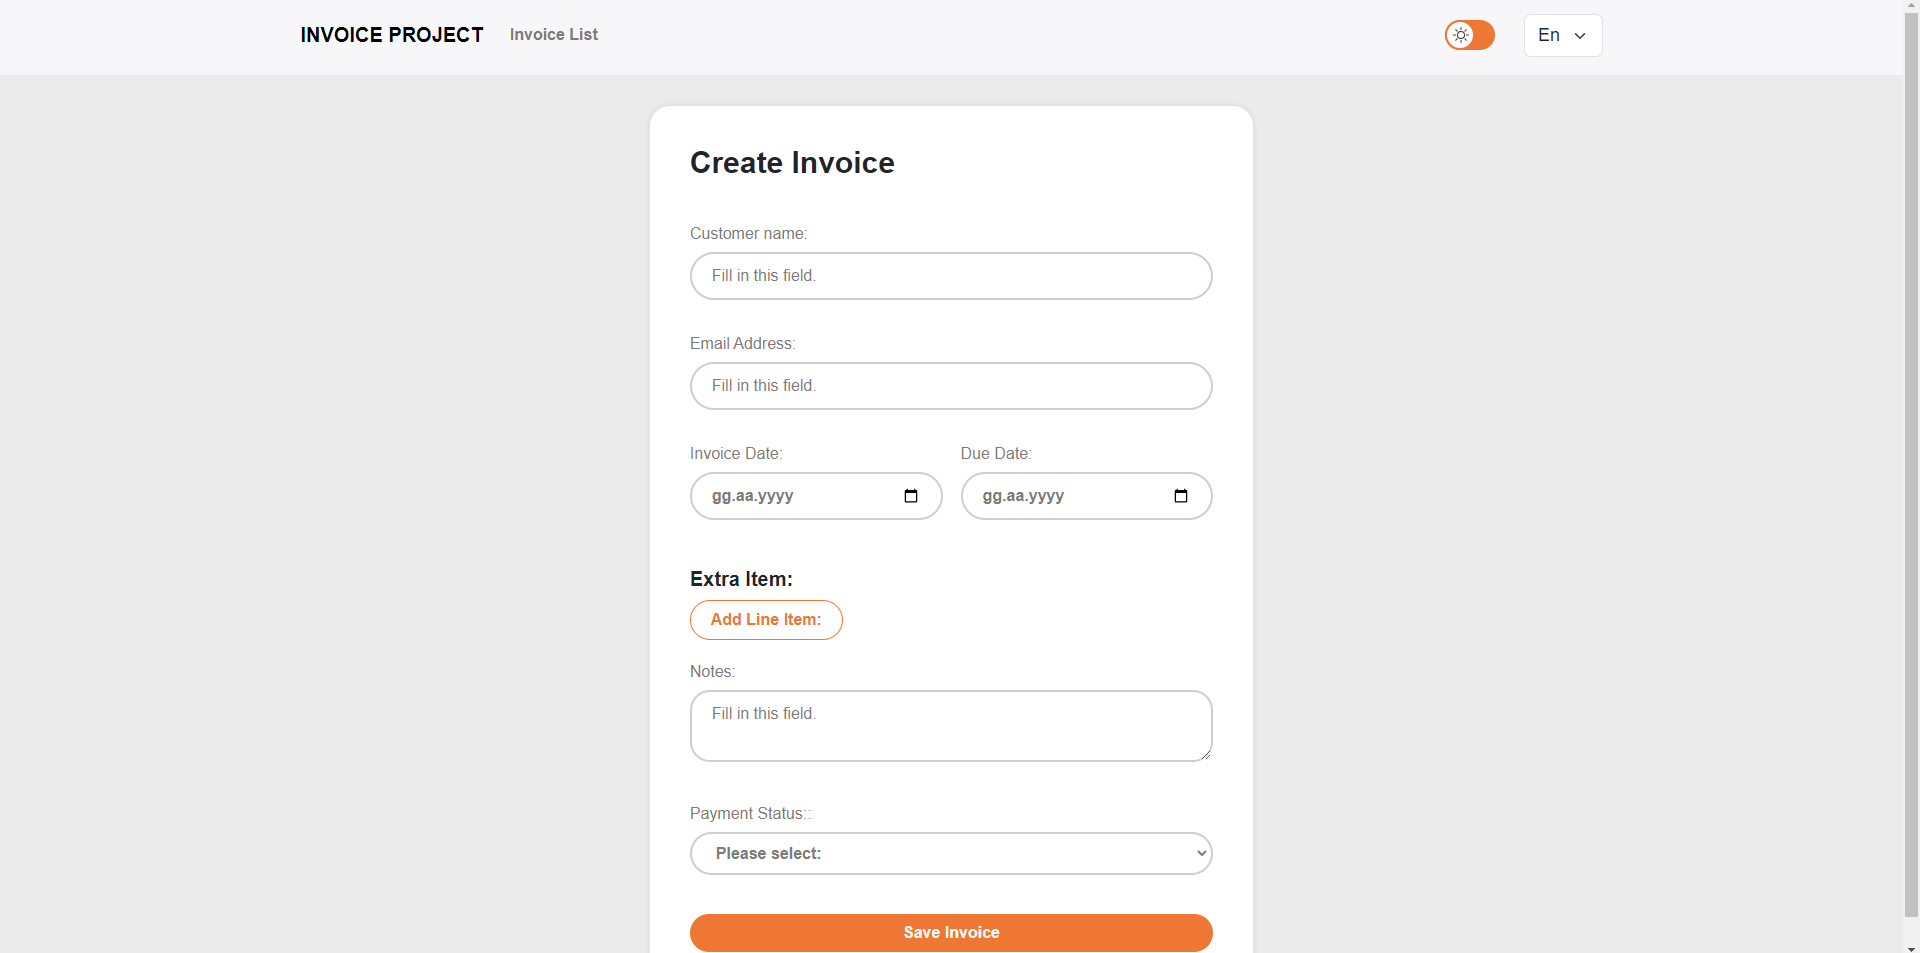 INVOICE PROJECT Invoice List En
Create Invoice
Customer name:
Fill in this field.
Email Address:
Fill in this field.
Invoice Date: Due Date:
gg.aa.yyyy gg.aa.yyyy
Extra Item:
Add Line Item:
Notes:
Fill in this field.
Payment Status::
Please select:
Save Invoice